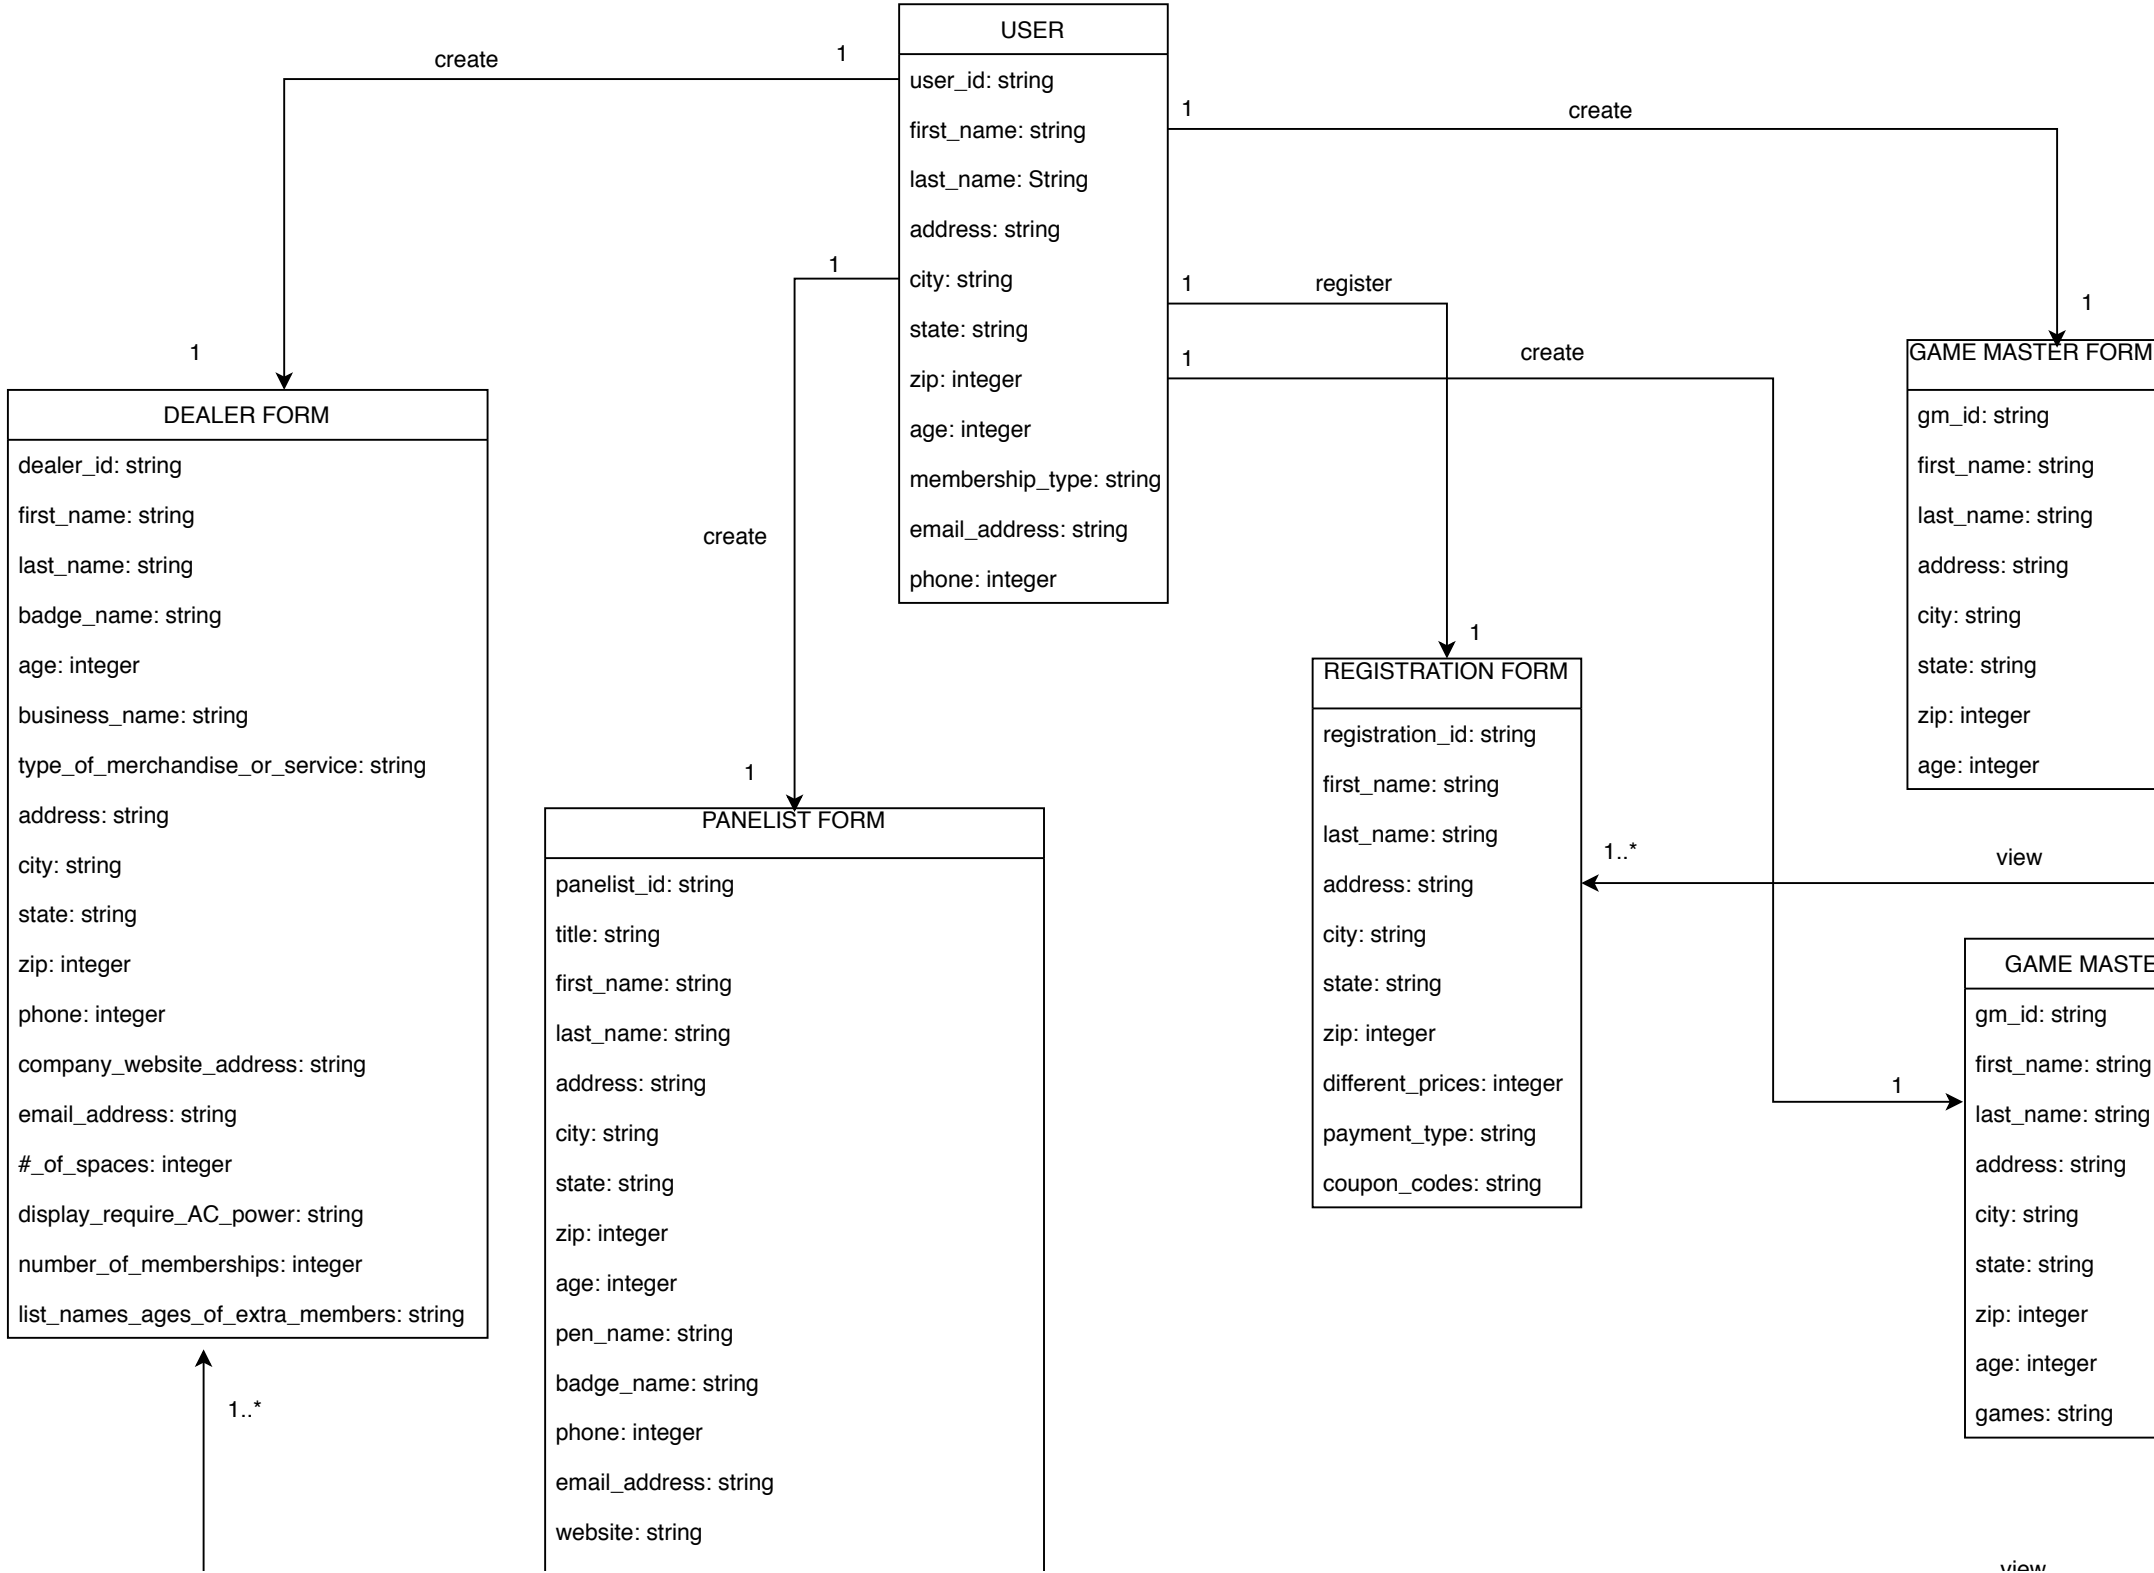 USER
user_id: string
first_name: string
last_name: String
address: string
city: string
state: string
zip: integer
age: integer
membership_type: string
email_address: string
phone: integer
create
1
1
create
1
1
create
1
1
register
1
1
create
1
DEALER FORM
dealer_id: string
first_name: string
last_name: string
badge_name: string
age: integer
business_name: string
type_of_merchandise_or_service: string
address: string
city: string
state: string
zip: integer
phone: integer
company_website_address: string
email_address: string
#_of_spaces: integer
display_require_AC_power: string
number_of_memberships: integer
list_names_ages_of_extra_members: string
1..*
PANELIST FORM
panelist_id: string
title: string
first_name: string
last_name: string
address: string
city: string
state: string
zip: integer
age: integer
pen_name: string
badge_name: string
phone: integer
email_address: string
website: string
REGISTRATION FORM
registration_id: string
first_name: string
last_name: string
address: string
city: string
state: string
zip: integer
different_prices: integer
payment_type: string
coupon_codes: string
1..*
view
GAME MASTER FORM
gm_id: string
first_name: string
last_name: string
address: string
city: string
state: string
zip: integer
age: integer
1
GAME MASTE
gm_id: string
first_name: string
last_name: string
address: string
city: string
state: string
zip: integer
age: integer
games: string
view